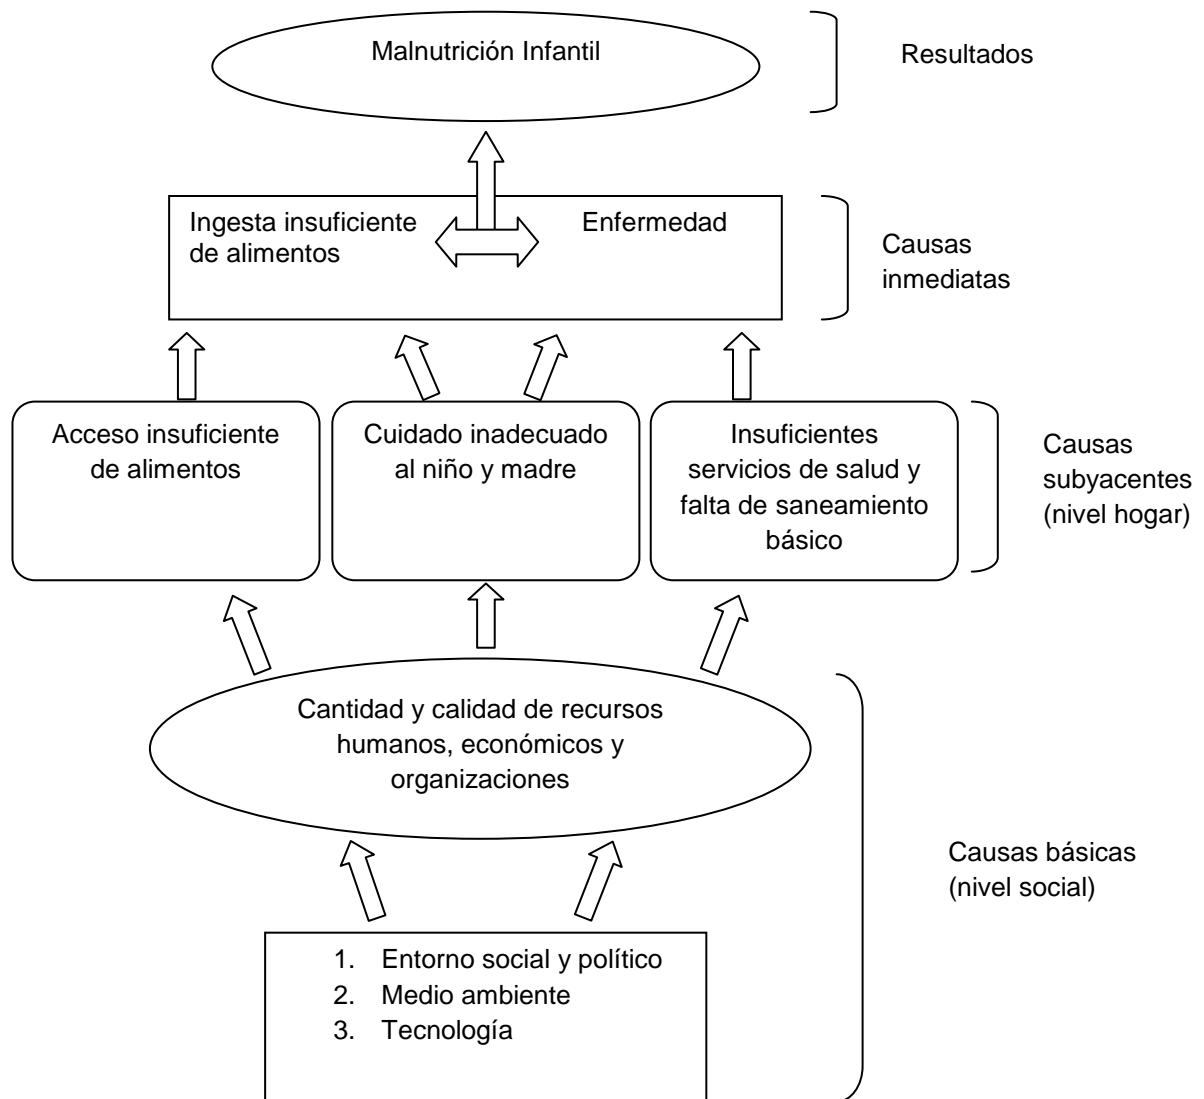 Malnutrición Infantil
Resultados
Ingesta insuficiente
de alimentos
Enfermedad
Causas
inmediatas
Acceso insuficiente
de alimentos
Cuidado inadecuado
al niño y madre
Insuficientes
servicios de salud y
falta de saneamiento
básico
Causas
subyacentes
(nivel hogar)
Cantidad y calidad de recursos
humanos, económicos y
organizaciones
Causas básicas
(nivel social)
1. Entorno social y político
2. Medio ambiente
3. Tecnología